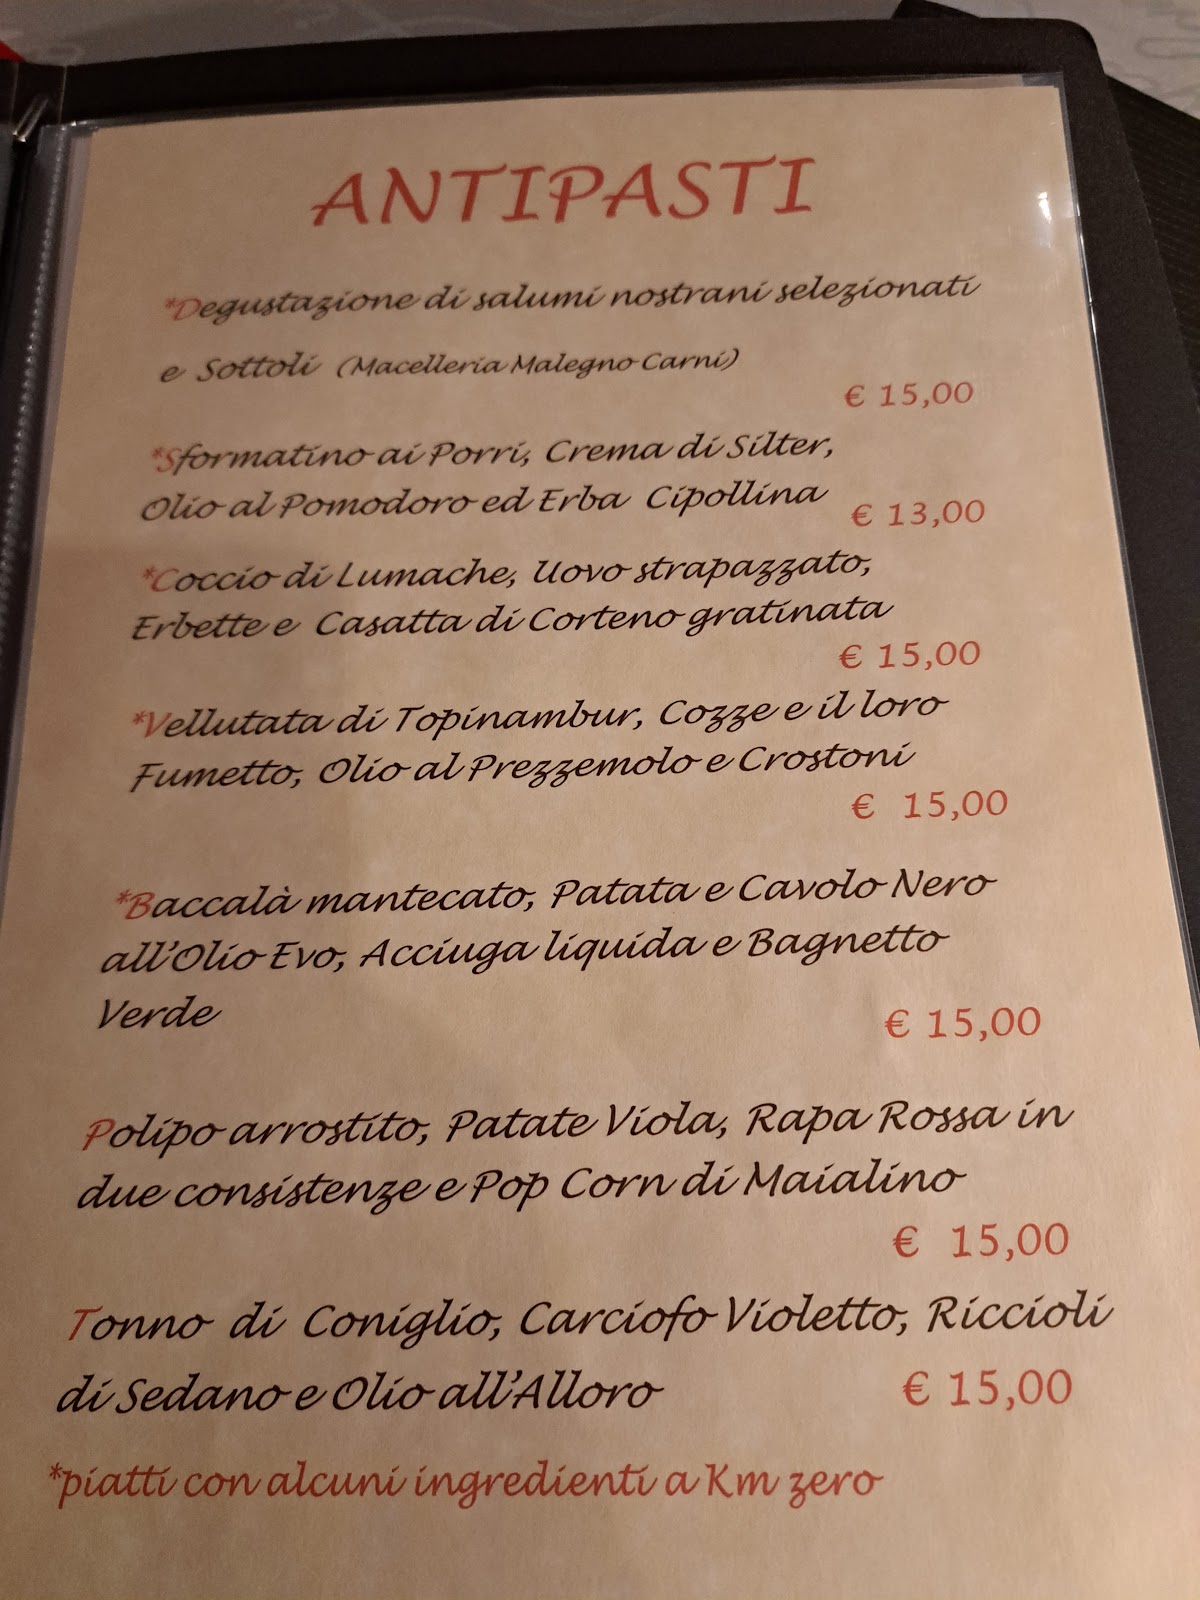 ANTIPASTI
*Degustazione di salumi nostrani selezionati
e Sottoli (Macelleria Malegno Carni)
€ 15,00
*Sformatino ai Porri, Crema di Silter,
Olio al Pomodoro ed Erba Cipollina € 13,00
*Coccio di Lumache, Uovo strapazzato,
Erbette e Casatta di Corteno gratinata
€ 15,00
*Vellutata di Topinambur, Cozze e il loro
Fumetto, Olio al Prezzemolo e Crostoni
€ 15,00
*Baccalà mantecato, Patata e Cavolo Nero
all'Olio Evo, Acciuga liquida e Bagnetto
Verde € 15,00
Polipo arrostito, Patate Viola, Rapa Rossa in
due consistenze e Pop Corn di Maialino
€ 15,00
Tonno di Coniglio, Carciofo Violetto, Riccioli
di Sedano e Olio all'Alloro € 15,00
*piatti con alcuni ingredienti a Km zero